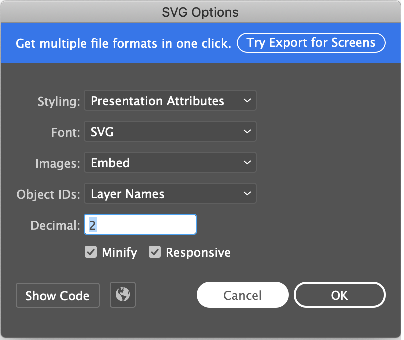 SVG Options
Get multiple file formats in one click. Try Export for Screens
Styling: Presentation Attributes
Font: SVG
Images: Embed
Object IDs: Layer Names
Decimal: 2
Minify Responsive
Show Code Cancel OK